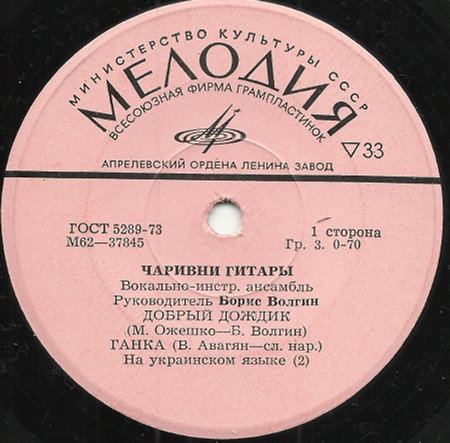 МИНИСТЕРСТВО КУЛЬТУРЫ СССР
МЕЛОДИЯ
ВСЕСОЮЗНАЯ ФИРМА ГРАМПЛАСТИНОК
АПРЕЛЕВСКИЙ ОРДЕНА ЛЕНИНА ЗАВОД
▽33
ГОСТ 5289-73
М62—37845
1 сторона
Гр. 3. 0-70
ЧАРИВНИ ГИТАРЫ
Вокально-инстр. ансамбль
Руководитель Борис Волгин
ДОБРЫЙ ДОЖДИК
(М. Ожешко—Б. Волгин)
ГАНКА (В. Авагян—сл. нар.)
На украинском языке (2)